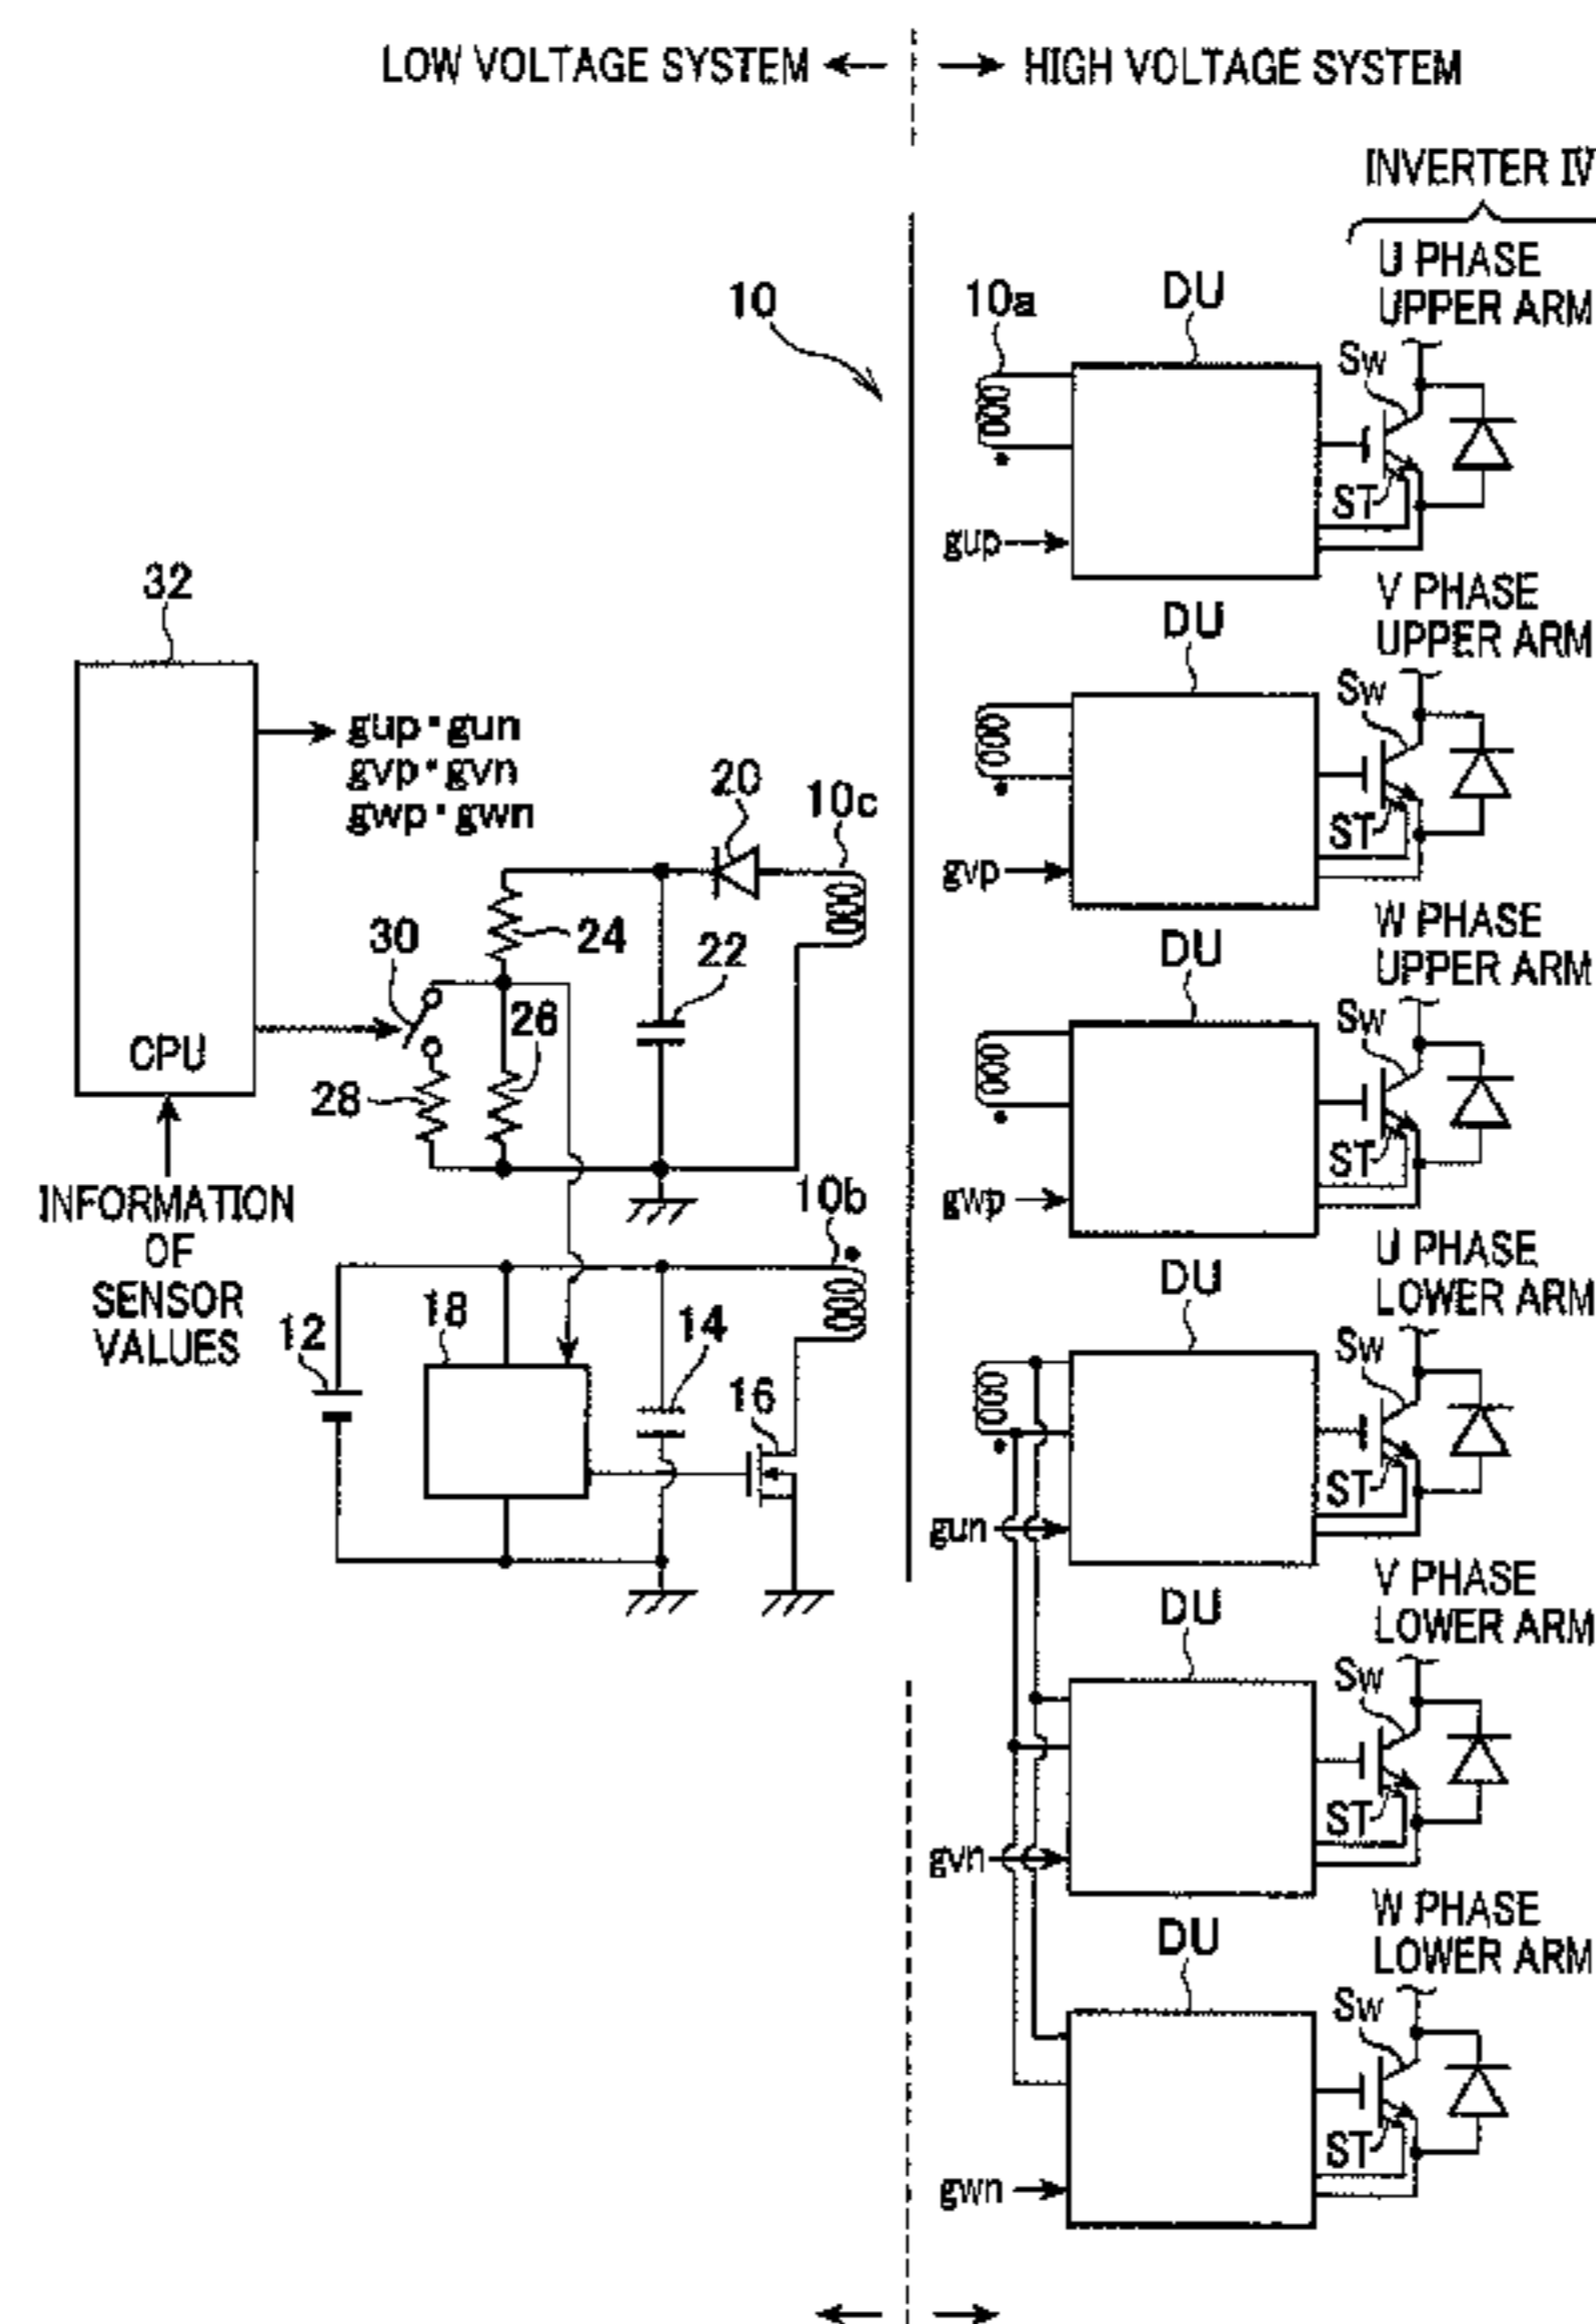 LOW VOLTAGE SYSTEM
HIGH VOLTAGE SYSTEM
INVERTER IV
U PHASE
UPPER ARM
10
10a
DU
Sw
ST
gup
V PHASE
UPPER ARM
DU
Sw
ST
gvp
W PHASE
UPPER ARM
DU
Sw
ST
gwp
U PHASE
LOWER ARM
DU
Sw
ST
gun
V PHASE
LOWER ARM
DU
Sw
ST
gvn
W PHASE
LOWER ARM
DU
Sw
ST
gwn
32
CPU
gup・gun
gvp・gvn
gwp・gwn
20
10c
30
24
22
26
28
INFORMATION
OF
SENSOR
VALUES
10b
12
18
14
16